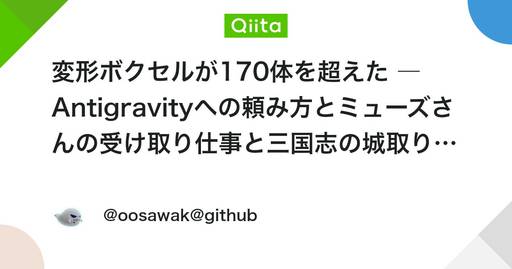 Qiita
変形ボクセルが170体を超えた ―
Antigravityへの頼み方とミューズさ
んの受け取り仕事と三国志の城取り…
@oosawak@github